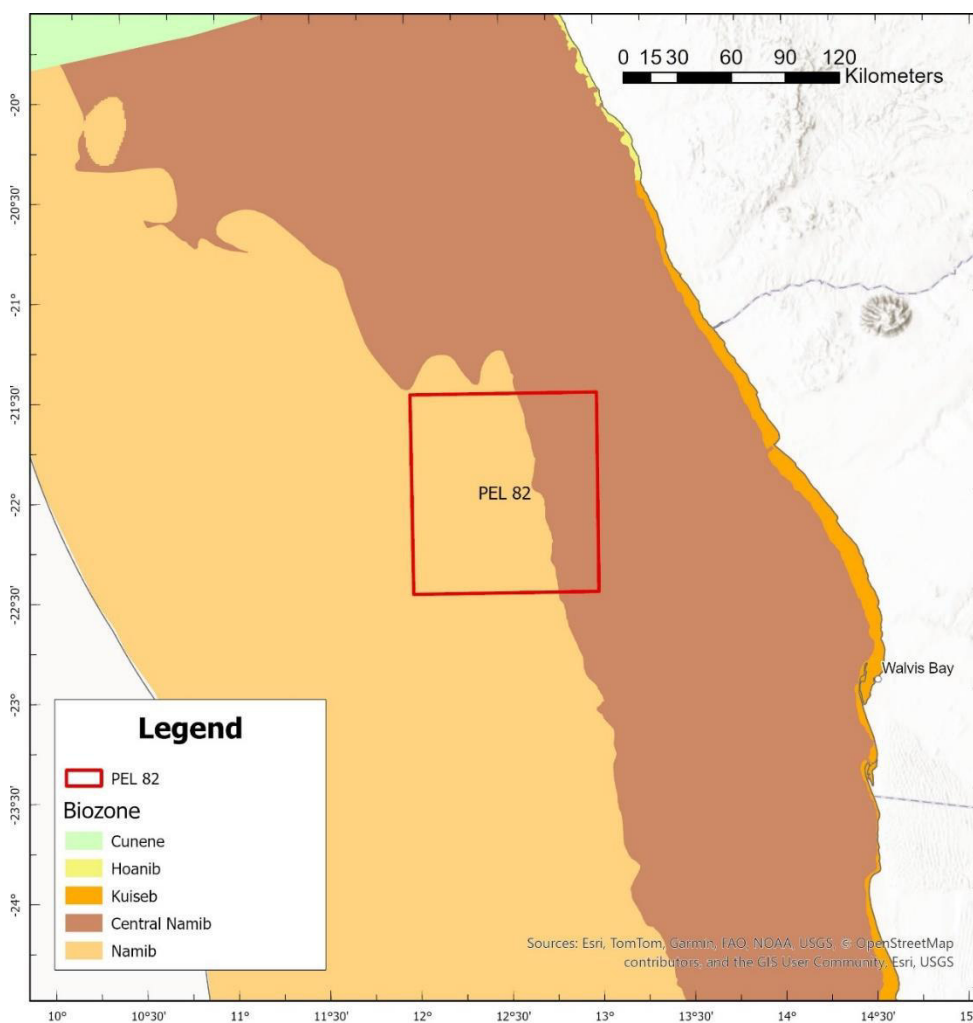 0 15 30 60 90 120
Kilometers
-20°
-20°30'
-21°
-21°30'
-22°
-22°30'
-23°
-23°30'
-24°
PEL 82
Walvis Bay
Legend
PEL 82
Biozone
Cunene
Hoanib
Kuiseb
Central Namib
Namib
Sources: Esri, TomTom, Garmin, FAO, NOAA, USGS, © OpenStreetMap
contributors, and the GIS User Community, Esri, USGS
10° 10°30' 11° 11°30' 12° 12°30' 13° 13°30' 14° 14°30' 15°